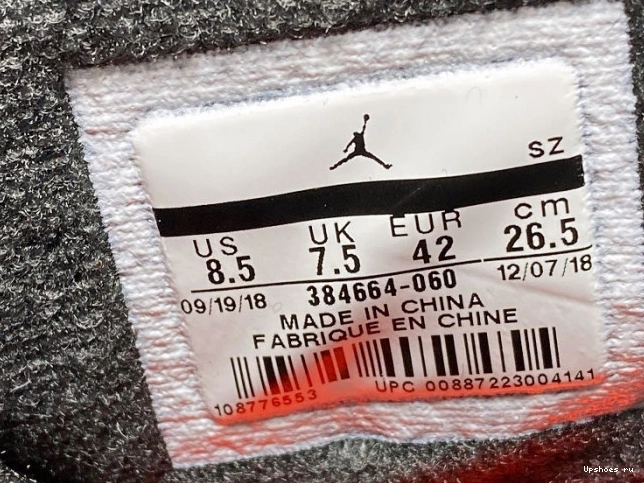 SZ
US UK EUR cm
8.5 7.5 42 26.5
09/19/18 384664-060 12/07/18
MADE IN CHINA
FABRIQUE EN CHINE
108776553 UPC 00887223004141
Upshoes ru